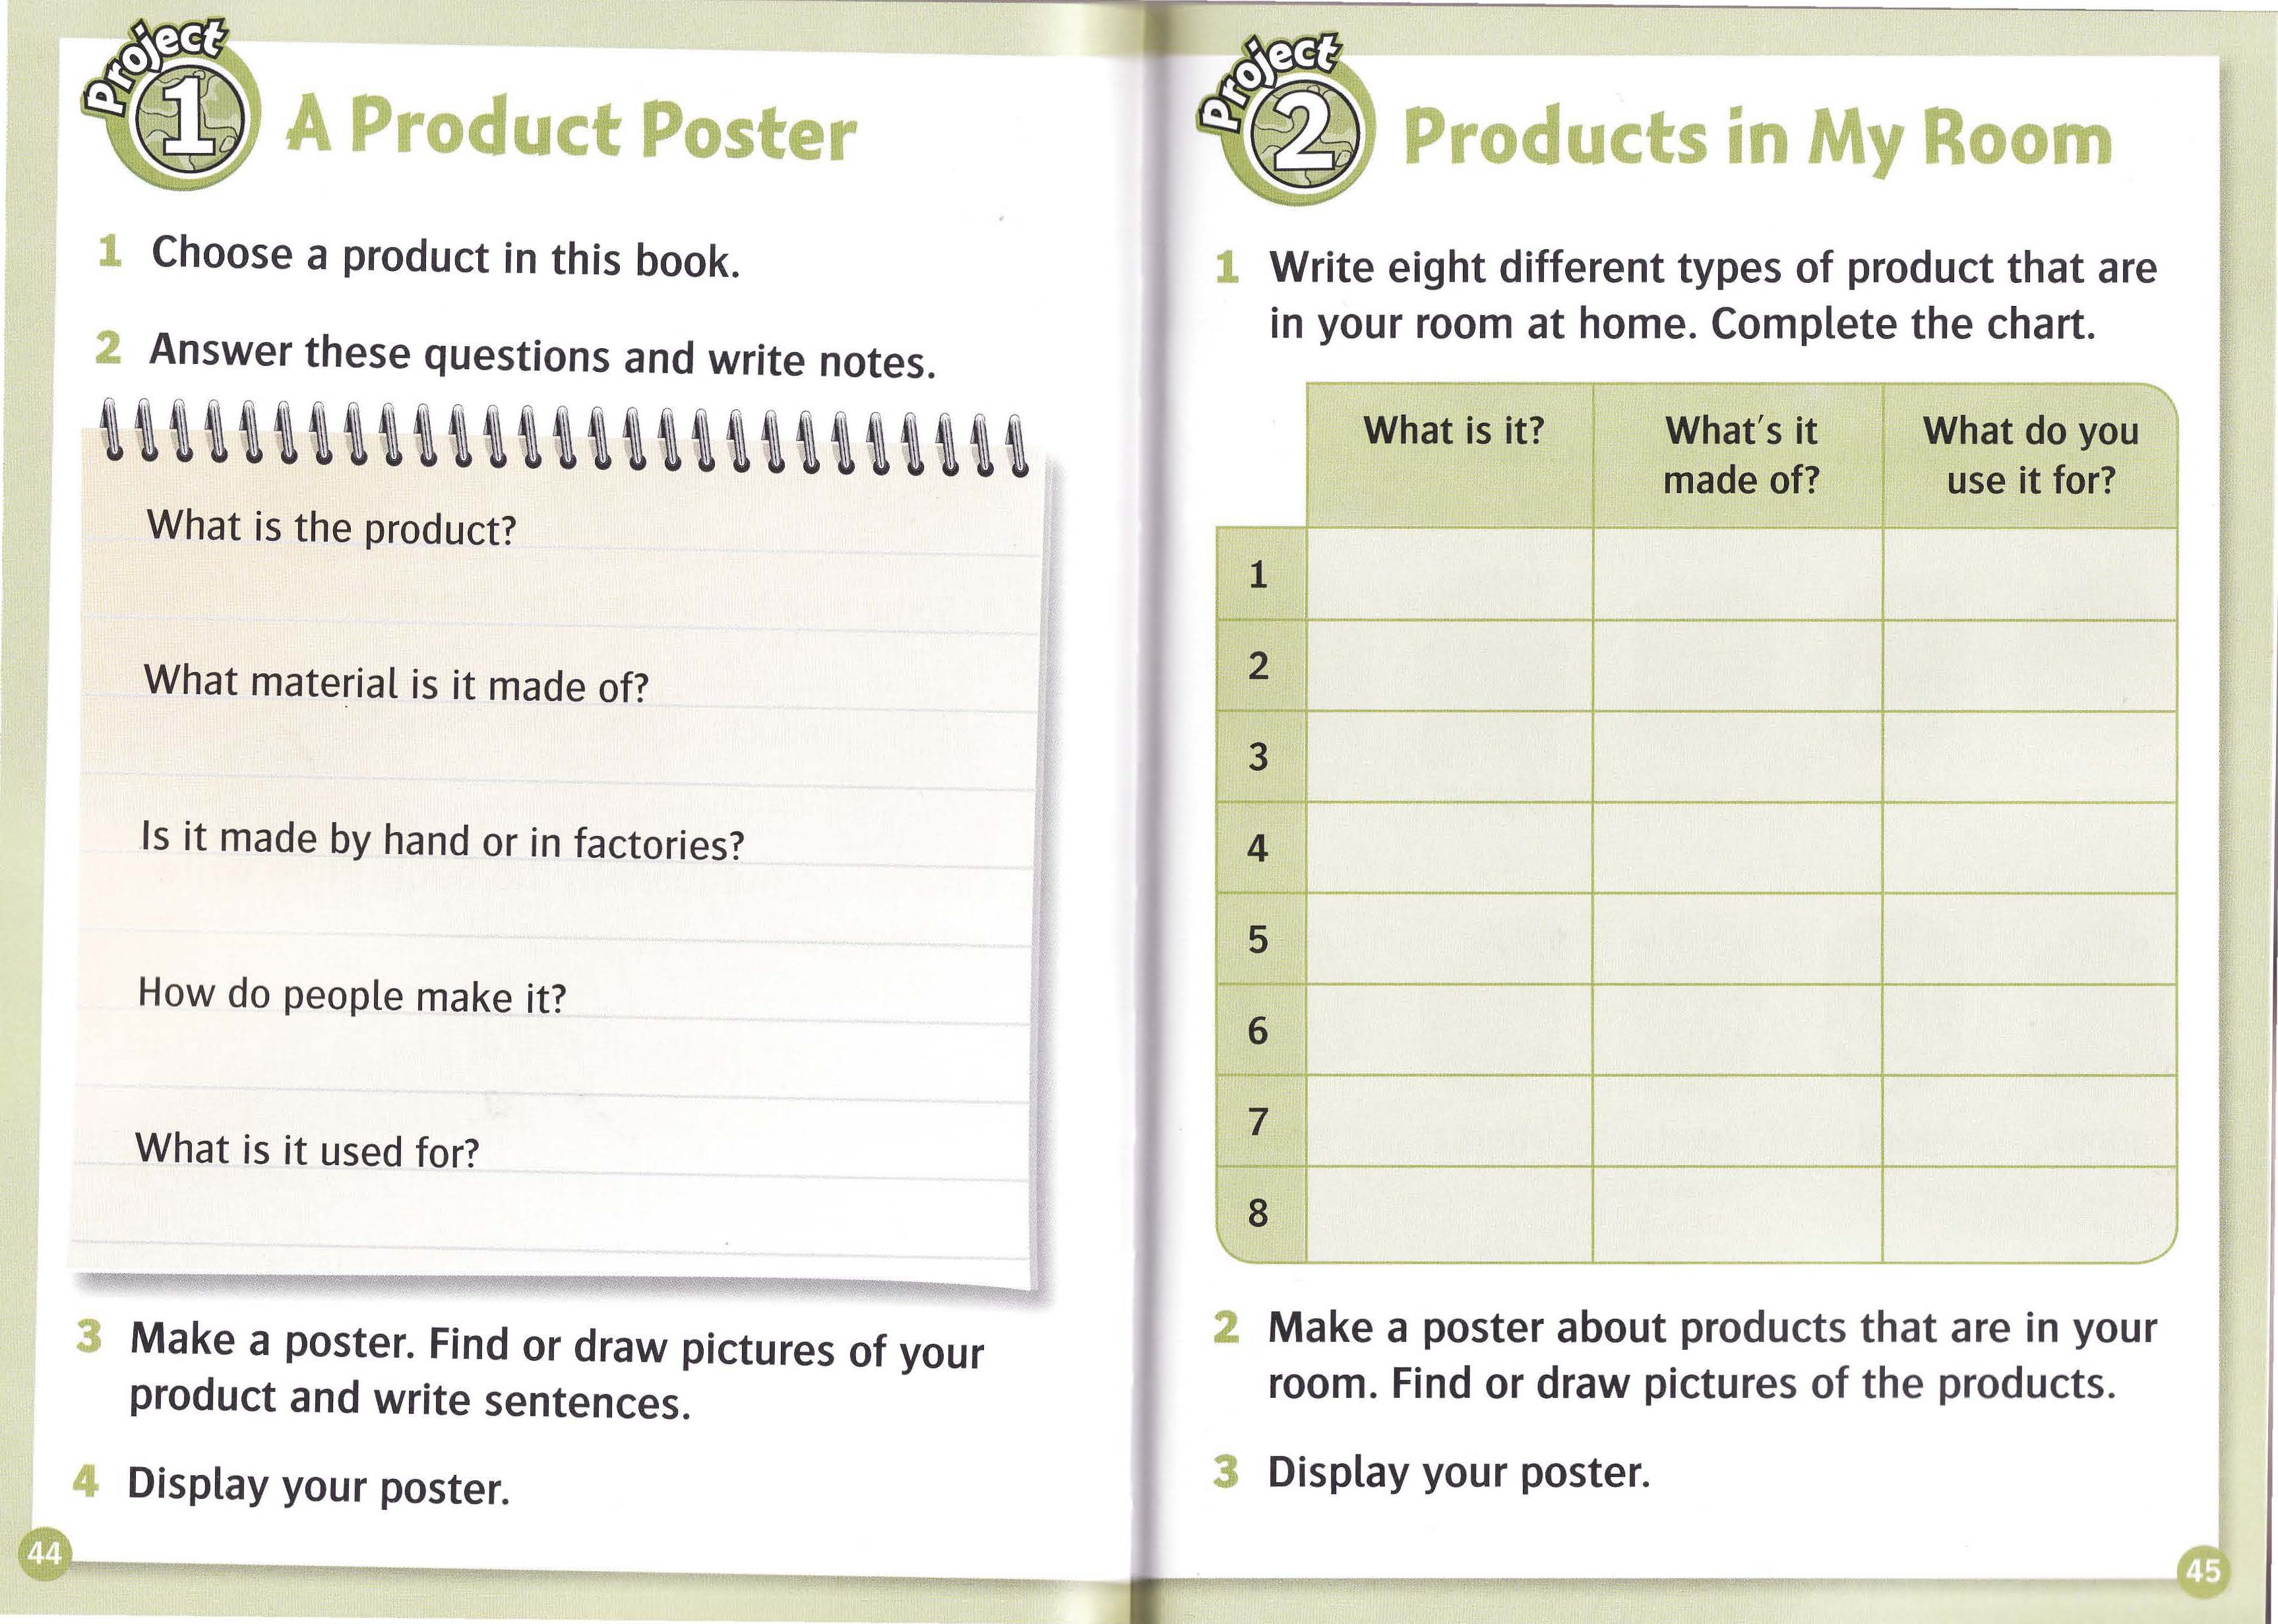 Project
1
A Product Poster
1 Choose a product in this book.
2 Answer these questions and write notes.
What is the product?
What material is it made of?
Is it made by hand or in factories?
How do people make it?
What is it used for?
3 Make a poster. Find or draw pictures of your
product and write sentences.
4 Display your poster.
44
Project
2
Products in My Room
1 Write eight different types of product that are
in your room at home. Complete the chart.
What is it? What's it What do you
made of? use it for?
1
2
3
4
5
6
7
8
2 Make a poster about products that are in your
room. Find or draw pictures of the products.
3 Display your poster.
45